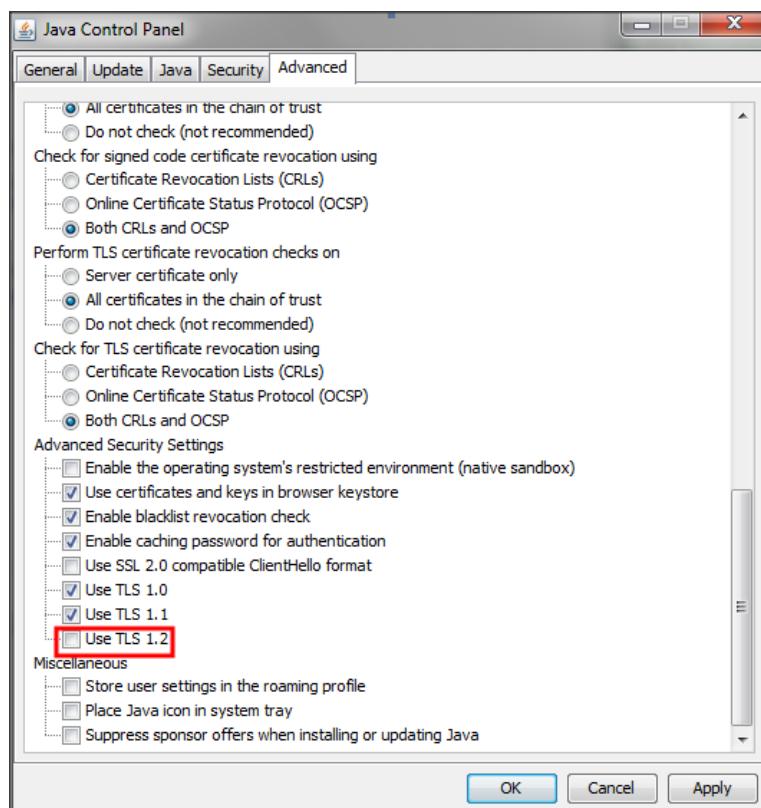 Java Control Panel
General Update Java Security Advanced
All certificates in the chain of trust
Do not check (not recommended)
Check for signed code certificate revocation using
Certificate Revocation Lists (CRLs)
Online Certificate Status Protocol (OCSP)
Both CRLs and OCSP
Perform TLS certificate revocation checks on
Server certificate only
All certificates in the chain of trust
Do not check (not recommended)
Check for TLS certificate revocation using
Certificate Revocation Lists (CRLs)
Online Certificate Status Protocol (OCSP)
Both CRLs and OCSP
Advanced Security Settings
Enable the operating system's restricted environment (native sandbox)
Use certificates and keys in browser keystore
Enable blacklist revocation check
Enable caching password for authentication
Use SSL 2.0 compatible ClientHello format
Use TLS 1.0
Use TLS 1.1
Use TLS 1.2
Miscellaneous
Store user settings in the roaming profile
Place Java icon in system tray
Suppress sponsor offers when installing or updating Java
OK Cancel Apply